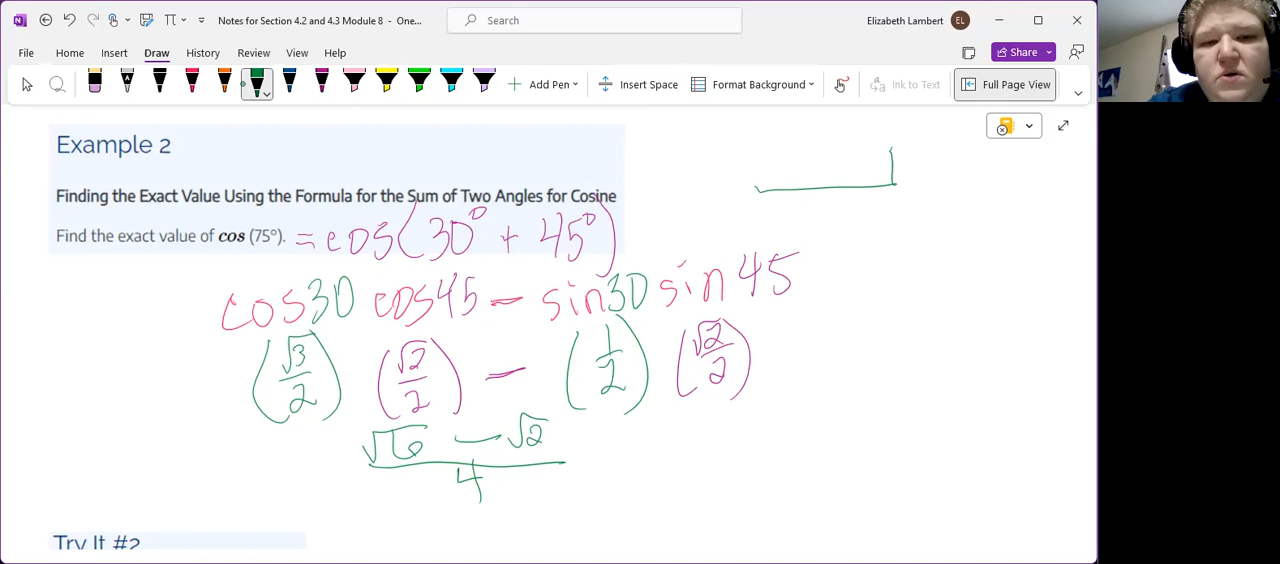 Notes for Section 4.2 and 4.3 Module 8 - One...
Search
Elizabeth Lambert
EL
File Home Insert Draw History Review View Help
Share
Add Pen
Insert Space
Format Background
Ink to Text
Full Page View
Example 2
Finding the Exact Value Using the Formula for the Sum of Two Angles for Cosine
Find the exact value of cos (75°). = cos(30° + 45°)
cos30 cos45 - sin30 sin 45
(√3/2) (√2/2) - (1/2) (√2/2)
√6 - √2
4
Try It #2